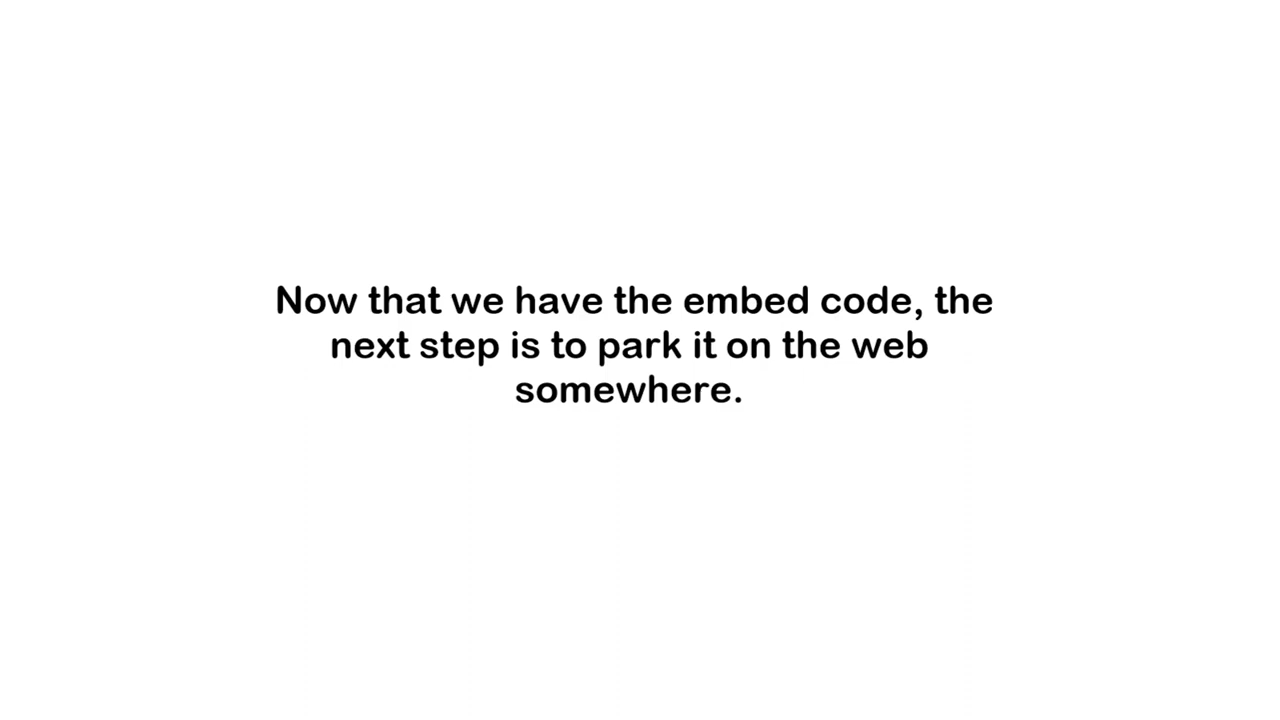 Now that we have the embed code, the
next step is to park it on the web
somewhere.